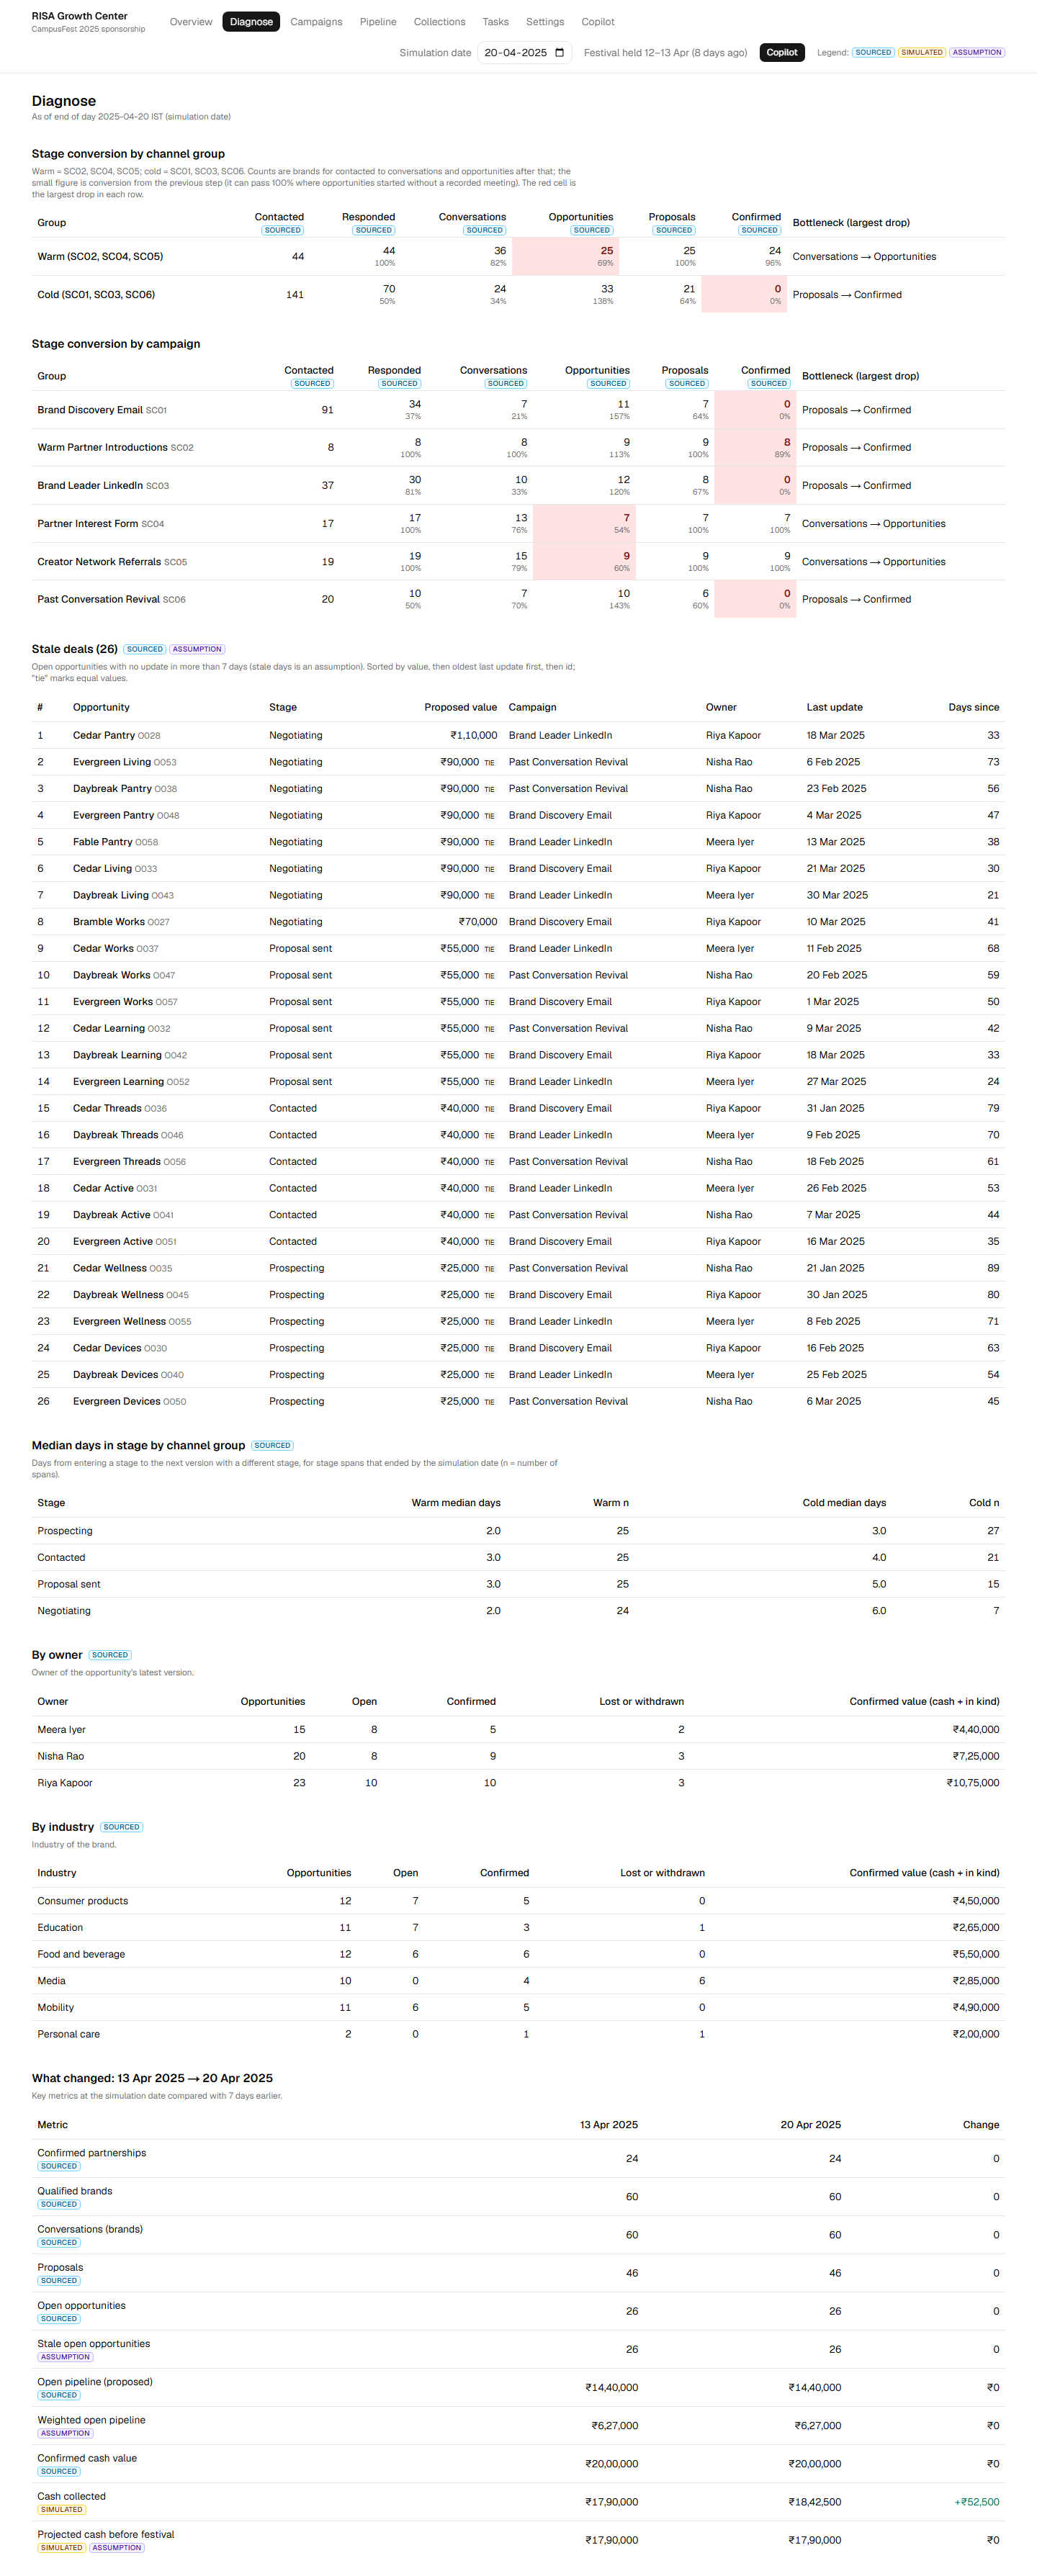 RISA Growth Center
CampusFest 2025 sponsorship
Overview Diagnose Campaigns Pipeline Collections Tasks Settings Copilot
Simulation date 20-04-2025 Festival held 12–13 Apr (8 days ago) Copilot Legend: SOURCED SIMULATED ASSUMPTION
Diagnose
As of end of day 2025-04-20 IST (simulation date)
Stage conversion by channel group
Warm = SC02, SC04, SC05; cold = SC01, SC03, SC06. Counts are brands for contacted to conversations and opportunities after that; the
small figure is conversion from the previous step (it can pass 100% where opportunities started without a recorded meeting). The red cell is
the largest drop in each row.
Group Contacted SOURCED Responded SOURCED Conversations SOURCED Opportunities SOURCED Proposals SOURCED Confirmed SOURCED Bottleneck (largest drop)
Warm (SC02, SC04, SC05) 44 44 100% 36 82% 25 69% 25 100% 24 96% Conversations → Opportunities
Cold (SC01, SC03, SC06) 141 70 50% 24 34% 33 138% 21 64% 0 0% Proposals → Confirmed
Stage conversion by campaign
Group Contacted SOURCED Responded SOURCED Conversations SOURCED Opportunities SOURCED Proposals SOURCED Confirmed SOURCED Bottleneck (largest drop)
Brand Discovery Email SC01 91 34 37% 7 21% 11 157% 7 64% 0 0% Proposals → Confirmed
Warm Partner Introductions SC02 8 8 100% 8 100% 9 113% 9 100% 8 89% Proposals → Confirmed
Brand Leader LinkedIn SC03 37 30 81% 10 33% 12 120% 8 67% 0 0% Proposals → Confirmed
Partner Interest Form SC04 17 17 100% 13 76% 7 54% 7 100% 7 100% Conversations → Opportunities
Creator Network Referrals SC05 19 19 100% 15 79% 9 60% 9 100% 9 100% Conversations → Opportunities
Past Conversation Revival SC06 20 10 50% 7 70% 10 143% 6 60% 0 0% Proposals → Confirmed
Stale deals (26) SOURCED ASSUMPTION
Open opportunities with no update in more than 7 days (stale days is an assumption). Sorted by value, then oldest last update first, then id;
"tie" marks equal values.
# Opportunity Stage Proposed value Campaign Owner Last update Days since
1 Cedar Pantry O028 Negotiating ₹1,10,000 Brand Leader LinkedIn Riya Kapoor 18 Mar 2025 33
2 Evergreen Living O053 Negotiating ₹90,000 TIE Past Conversation Revival Nisha Rao 6 Feb 2025 73
3 Daybreak Pantry O038 Negotiating ₹90,000 TIE Past Conversation Revival Nisha Rao 23 Feb 2025 56
4 Evergreen Pantry O048 Negotiating ₹90,000 TIE Brand Discovery Email Riya Kapoor 4 Mar 2025 47
5 Fable Pantry O058 Negotiating ₹90,000 TIE Brand Leader LinkedIn Meera Iyer 13 Mar 2025 38
6 Cedar Living O033 Negotiating ₹90,000 TIE Brand Discovery Email Riya Kapoor 21 Mar 2025 30
7 Daybreak Living O043 Negotiating ₹90,000 TIE Brand Leader LinkedIn Meera Iyer 30 Mar 2025 21
8 Bramble Works O027 Negotiating ₹70,000 Brand Discovery Email Riya Kapoor 10 Mar 2025 41
9 Cedar Works O037 Proposal sent ₹55,000 TIE Brand Leader LinkedIn Meera Iyer 11 Feb 2025 68
10 Daybreak Works O047 Proposal sent ₹55,000 TIE Past Conversation Revival Nisha Rao 20 Feb 2025 59
11 Evergreen Works O057 Proposal sent ₹55,000 TIE Brand Discovery Email Riya Kapoor 1 Mar 2025 50
12 Cedar Learning O032 Proposal sent ₹55,000 TIE Past Conversation Revival Nisha Rao 9 Mar 2025 42
13 Daybreak Learning O042 Proposal sent ₹55,000 TIE Brand Discovery Email Riya Kapoor 18 Mar 2025 33
14 Evergreen Learning O052 Proposal sent ₹55,000 TIE Brand Leader LinkedIn Meera Iyer 27 Mar 2025 24
15 Cedar Threads O036 Contacted ₹40,000 TIE Brand Discovery Email Riya Kapoor 31 Jan 2025 79
16 Daybreak Threads O046 Contacted ₹40,000 TIE Brand Leader LinkedIn Meera Iyer 9 Feb 2025 70
17 Evergreen Threads O056 Contacted ₹40,000 TIE Past Conversation Revival Nisha Rao 18 Feb 2025 61
18 Cedar Active O031 Contacted ₹40,000 TIE Brand Leader LinkedIn Meera Iyer 26 Feb 2025 53
19 Daybreak Active O041 Contacted ₹40,000 TIE Past Conversation Revival Nisha Rao 7 Mar 2025 44
20 Evergreen Active O051 Contacted ₹40,000 TIE Brand Discovery Email Riya Kapoor 16 Mar 2025 35
21 Cedar Wellness O035 Prospecting ₹25,000 TIE Past Conversation Revival Nisha Rao 21 Jan 2025 89
22 Daybreak Wellness O045 Prospecting ₹25,000 TIE Brand Discovery Email Riya Kapoor 30 Jan 2025 80
23 Evergreen Wellness O055 Prospecting ₹25,000 TIE Brand Leader LinkedIn Meera Iyer 8 Feb 2025 71
24 Cedar Devices O030 Prospecting ₹25,000 TIE Brand Discovery Email Riya Kapoor 16 Feb 2025 63
25 Daybreak Devices O040 Prospecting ₹25,000 TIE Brand Leader LinkedIn Meera Iyer 25 Feb 2025 54
26 Evergreen Devices O050 Prospecting ₹25,000 TIE Past Conversation Revival Nisha Rao 6 Mar 2025 45
Median days in stage by channel group SOURCED
Days from entering a stage to the next version with a different stage, for stage spans that ended by the simulation date (n = number of
spans).
Stage Warm median days Warm n Cold median days Cold n
Prospecting 2.0 25 3.0 27
Contacted 3.0 25 4.0 21
Proposal sent 3.0 25 5.0 15
Negotiating 2.0 24 6.0 7
By owner SOURCED
Owner of the opportunity's latest version.
Owner Opportunities Open Confirmed Lost or withdrawn Confirmed value (cash + in kind)
Meera Iyer 15 8 5 2 ₹4,40,000
Nisha Rao 20 8 9 3 ₹7,25,000
Riya Kapoor 23 10 10 3 ₹10,75,000
By industry SOURCED
Industry of the brand.
Industry Opportunities Open Confirmed Lost or withdrawn Confirmed value (cash + in kind)
Consumer products 12 7 5 0 ₹4,50,000
Education 11 7 3 1 ₹2,65,000
Food and beverage 12 6 6 0 ₹5,50,000
Media 10 0 4 6 ₹2,85,000
Mobility 11 6 5 0 ₹4,90,000
Personal care 2 0 1 1 ₹2,00,000
What changed: 13 Apr 2025 → 20 Apr 2025
Key metrics at the simulation date compared with 7 days earlier.
Metric 13 Apr 2025 20 Apr 2025 Change
Confirmed partnerships SOURCED 24 24 0
Qualified brands SOURCED 60 60 0
Conversations (brands) SOURCED 60 60 0
Proposals SOURCED 46 46 0
Open opportunities SOURCED 26 26 0
Stale open opportunities ASSUMPTION 26 26 0
Open pipeline (proposed) SOURCED ₹14,40,000 ₹14,40,000 ₹0
Weighted open pipeline ASSUMPTION ₹6,27,000 ₹6,27,000 ₹0
Confirmed cash value SOURCED ₹20,00,000 ₹20,00,000 ₹0
Cash collected SIMULATED ₹17,90,000 ₹18,42,500 +₹52,500
Projected cash before festival SIMULATED ASSUMPTION ₹17,90,000 ₹17,90,000 ₹0